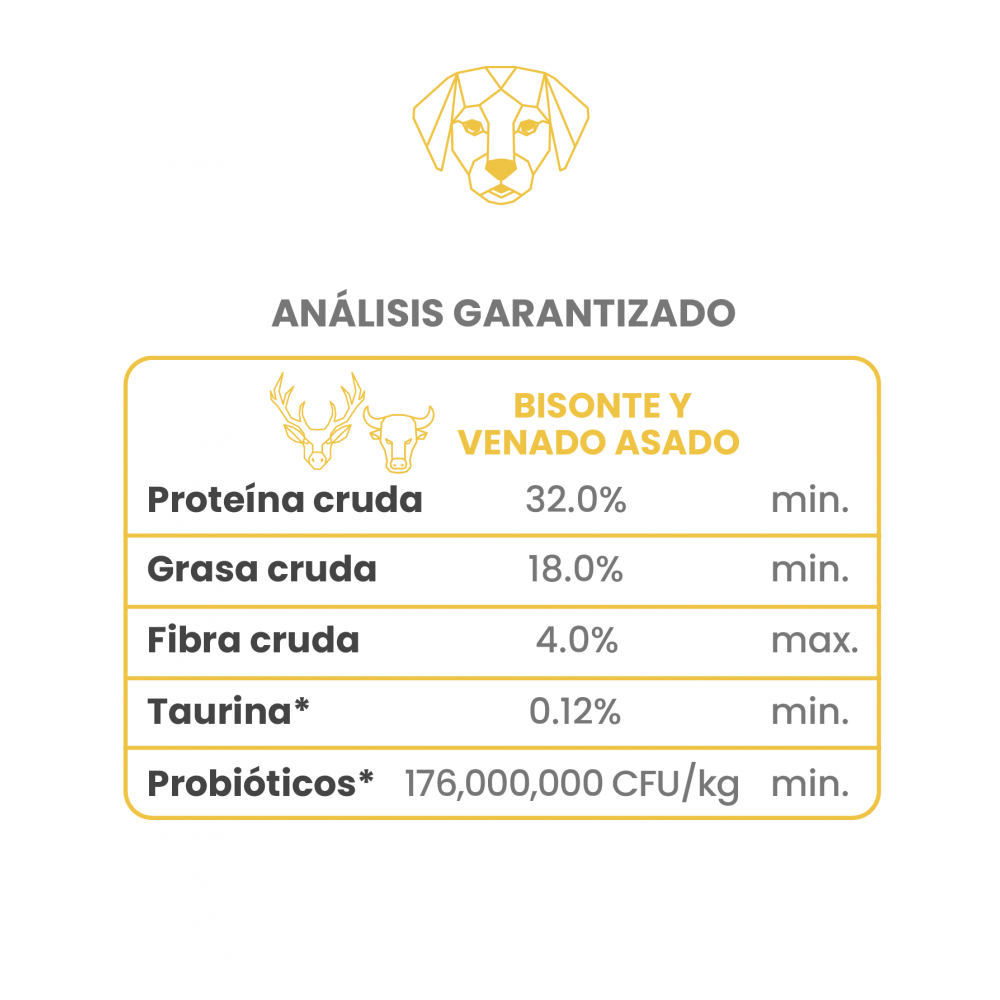 ANÁLISIS GARANTIZADO
BISONTE Y
VENADO ASADO
Proteína cruda 32.0% min.
Grasa cruda 18.0% min.
Fibra cruda 4.0% max.
Taurina* 0.12% min.
Probióticos* 176,000,000 CFU/kg min.